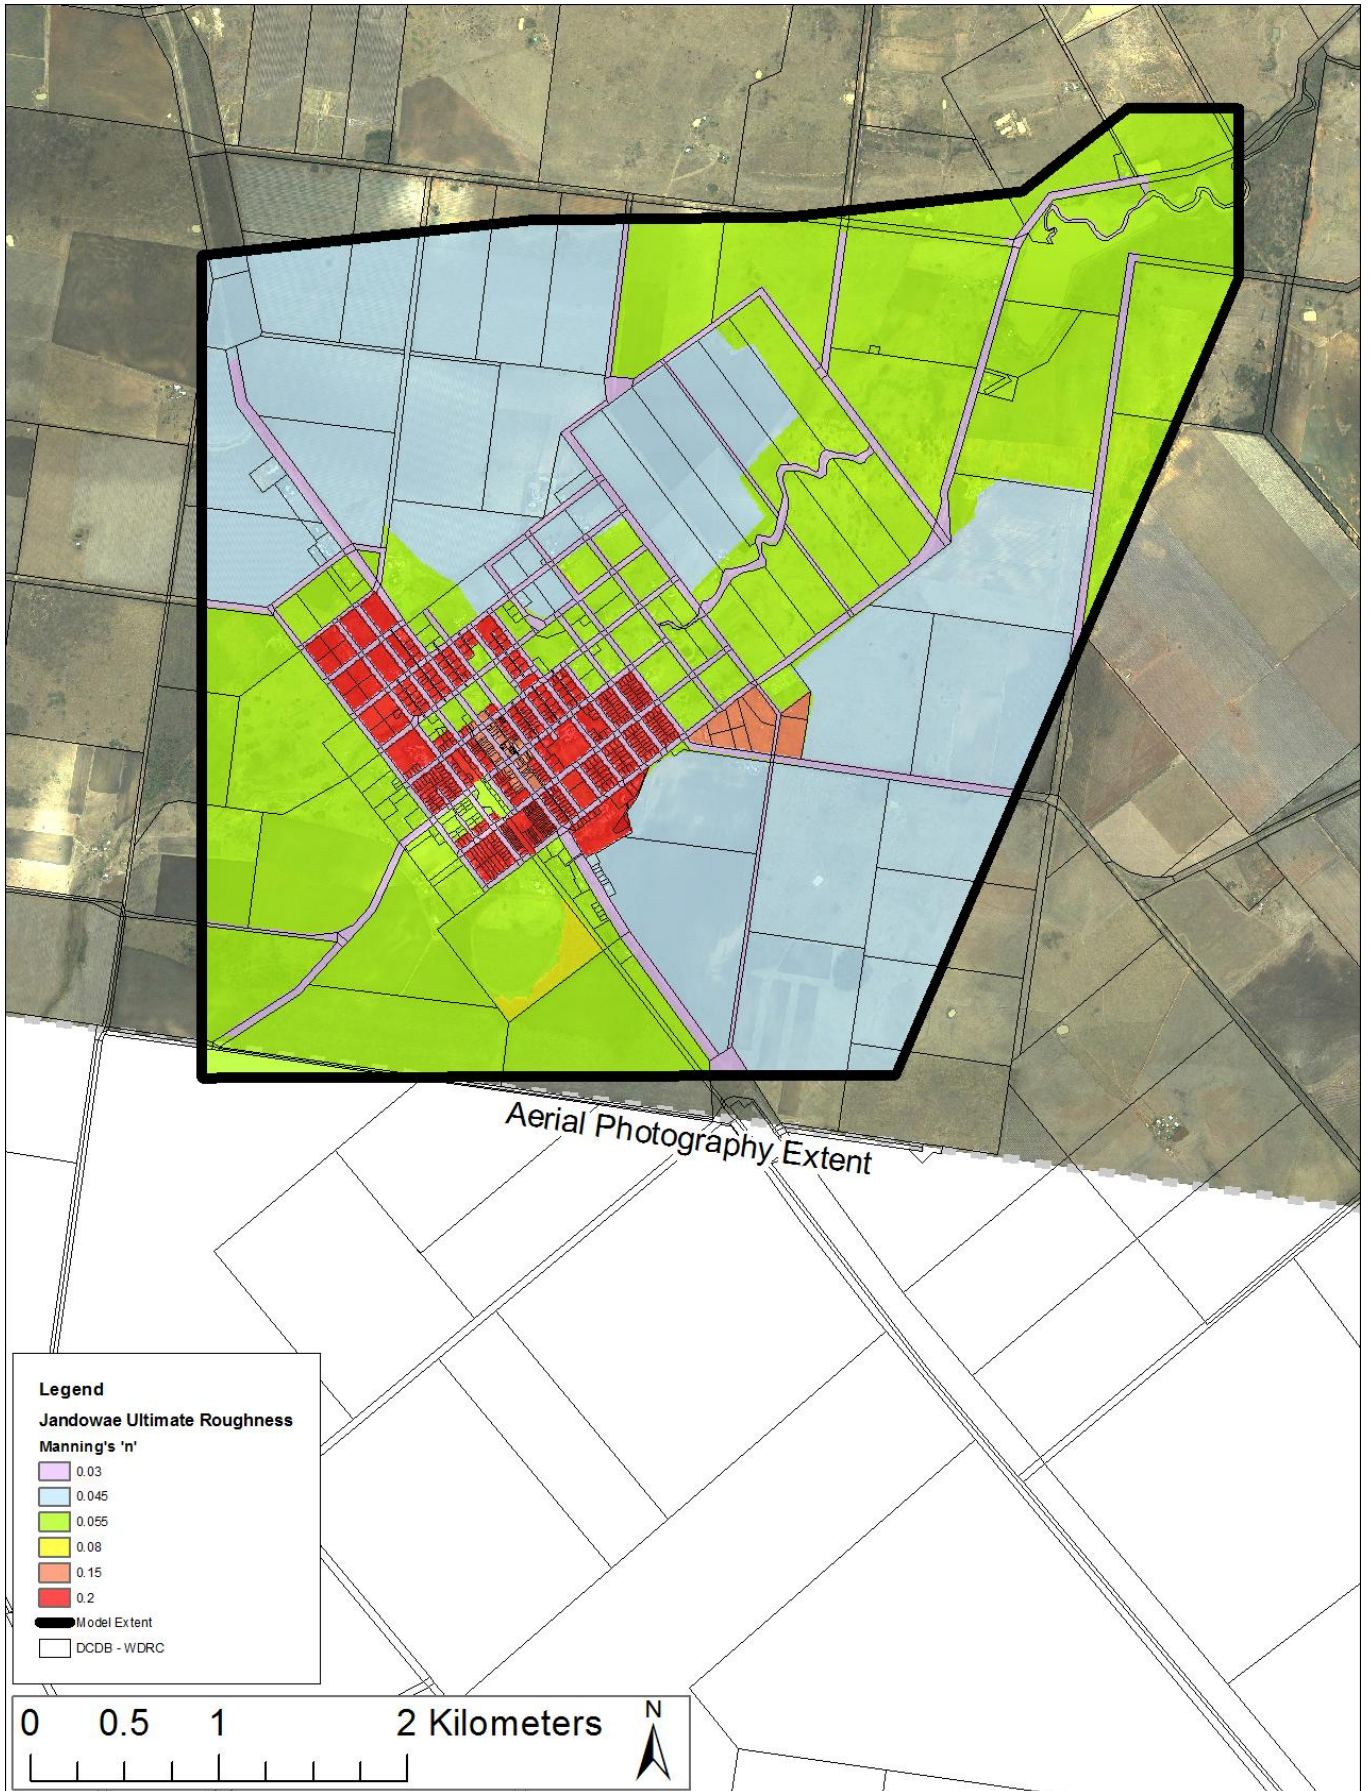 Aerial Photography Extent
Legend
Jandowae Ultimate Roughness
Manning's 'n'
0.03
0.045
0.055
0.08
0.15
0.2
Model Extent
DCDB - WDRC
0 0.5 1 2 Kilometers
N